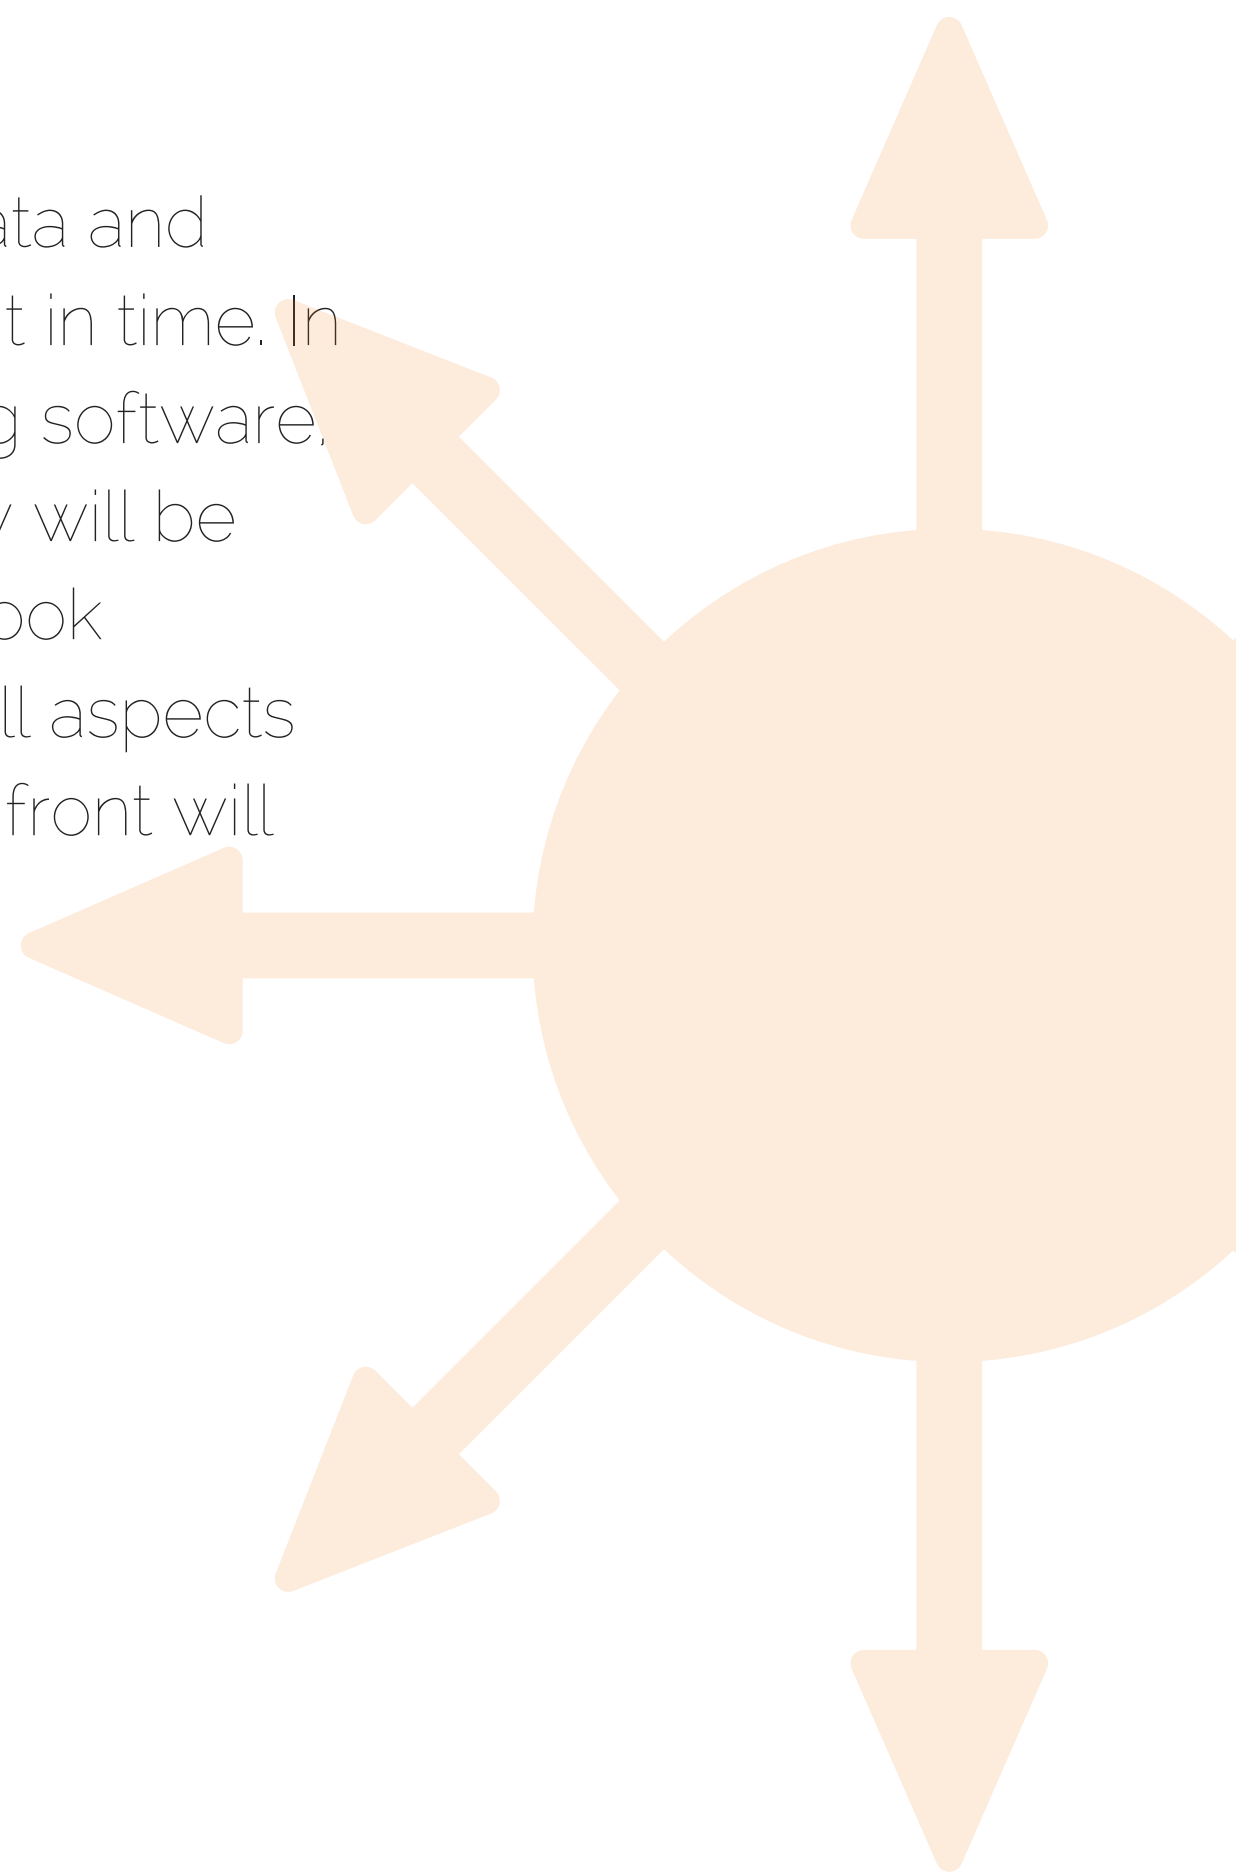 ata and
t in time. In
g software,
y will be
ook
ll aspects
front will